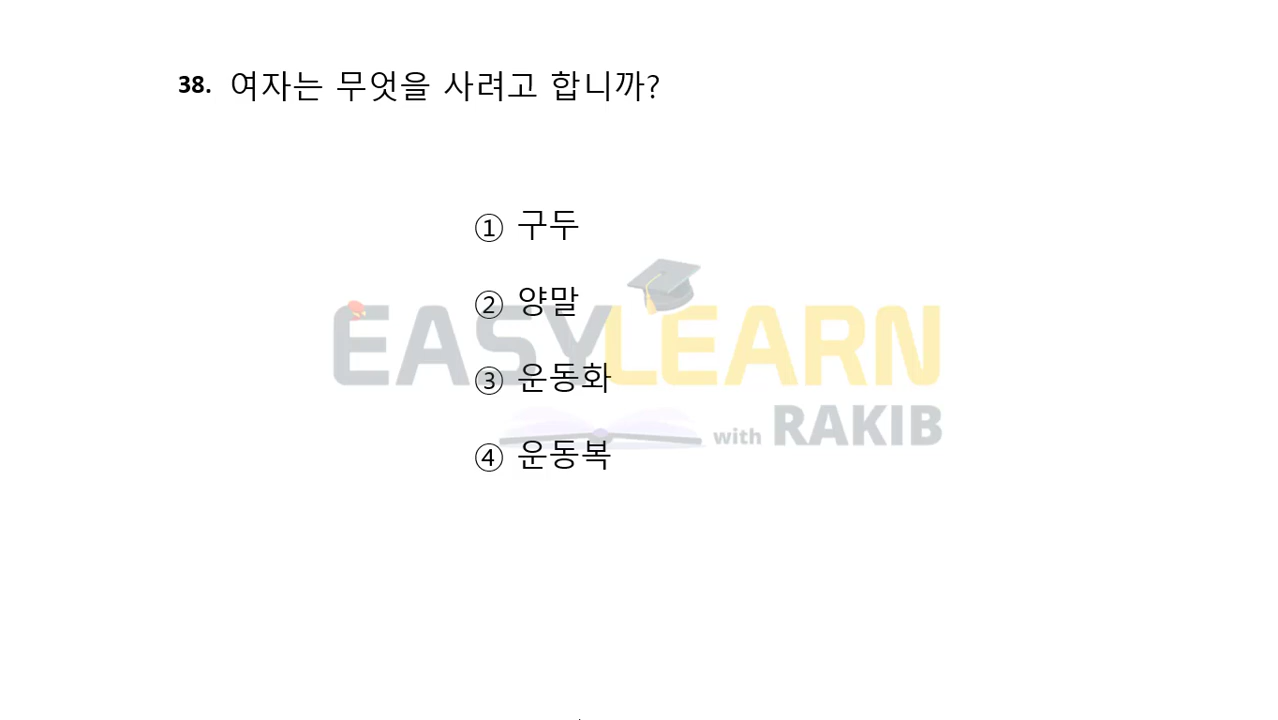 38. 여자는 무엇을 사려고 합니까?
① 구두
② 양말
③ 운동화
④ 운동복
EASYLEARN
with RAKIB